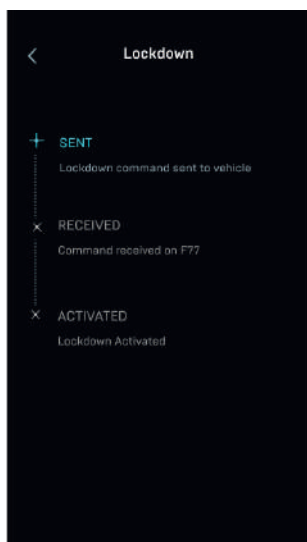 Lockdown
SENT
Lockdown command sent to vehicle
RECEIVED
Command received on F77
ACTIVATED
Lockdown Activated